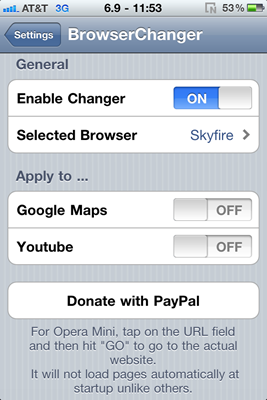 AT&T 3G 6.9 - 11:53 53%
Settings BrowserChanger
General
Enable Changer ON
Selected Browser Skyfire
Apply to ...
Google Maps OFF
Youtube OFF
Donate with PayPal
For Opera Mini, tap on the URL field
and then hit "GO" to go to the actual
website.
It will not load pages automatically at
startup unlike others.